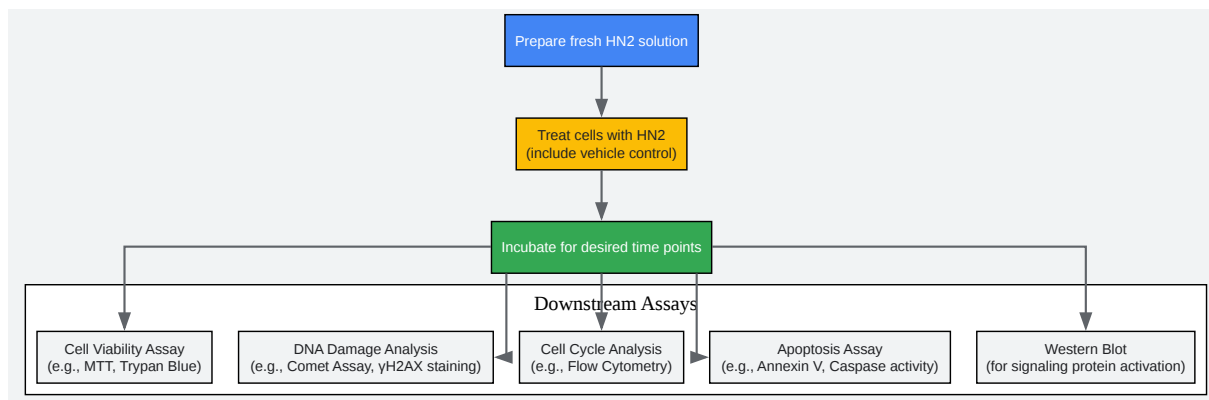 Prepare fresh HN2 solution
Treat cells with HN2
(include vehicle control)
Incubate for desired time points
Downstream Assays
Cell Viability Assay
(e.g., MTT, Trypan Blue)
DNA Damage Analysis
(e.g., Comet Assay, γH2AX staining)
Cell Cycle Analysis
(e.g., Flow Cytometry)
Apoptosis Assay
(e.g., Annexin V, Caspase activity)
Western Blot
(for signaling protein activation)